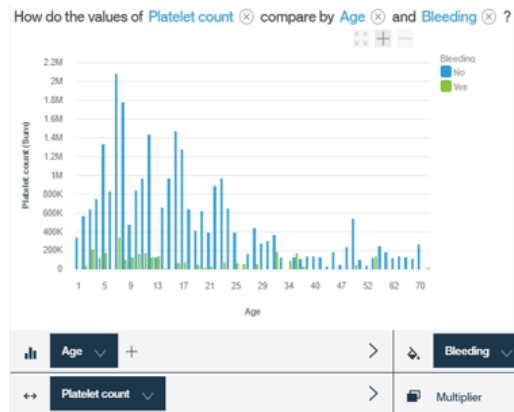 How do the values of Platelet count compare by Age and Bleeding ?
Bleeding
No
Yes
Platelet count (Sum)
2.2M
2M
1.8M
1.6M
1.4M
1.2M
1M
800K
600K
400K
200K
0
1 5 9 13 17 21 25 29 34 40 47 52 62 70
Age
Age
Bleeding
Platelet count
Multiplier